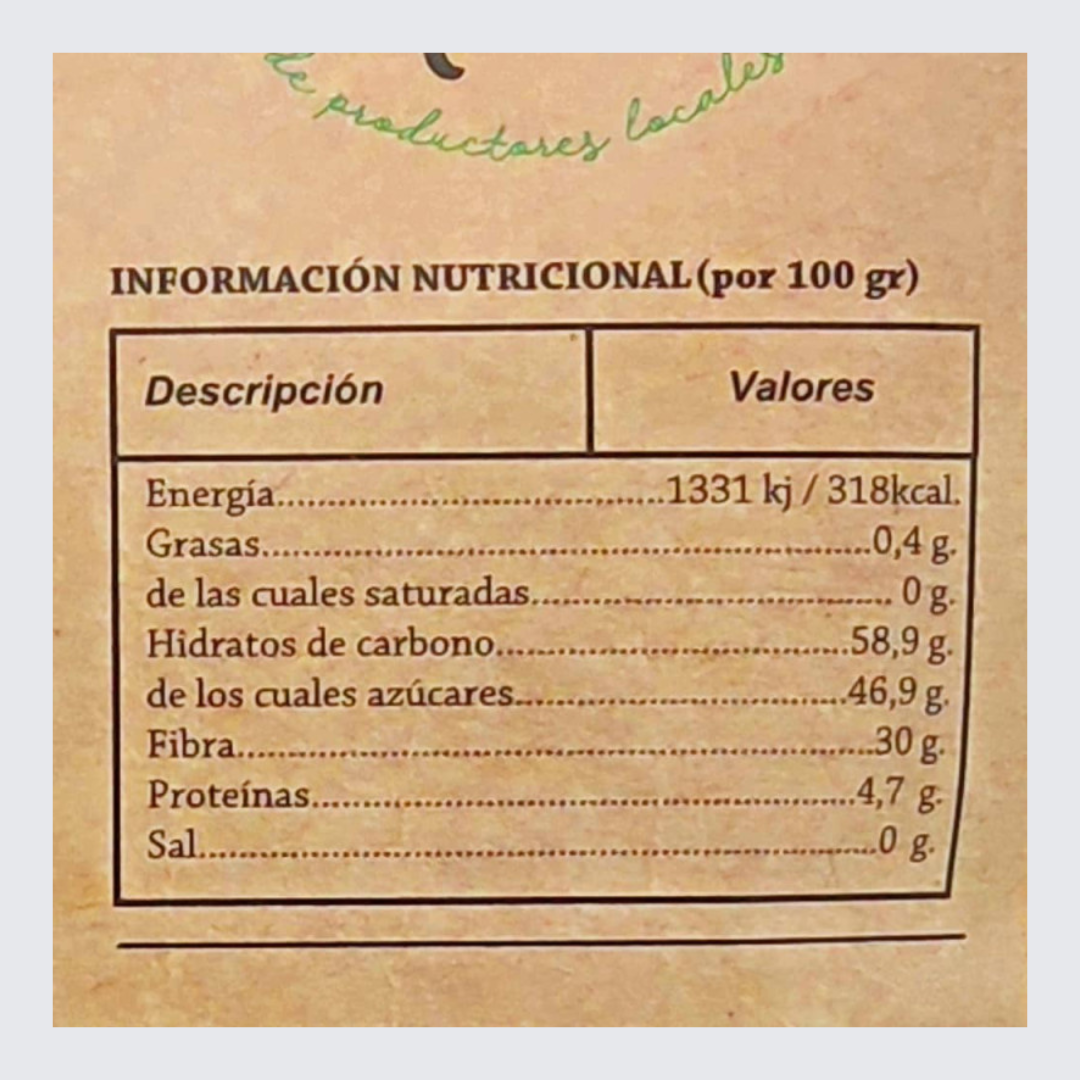 de productores locales
INFORMACIÓN NUTRICIONAL (por 100 gr)
Descripción Valores
Energía......................................1331 kj / 318kcal.
Grasas.............................................................0,4 g.
de las cuales saturadas.................................... 0 g.
Hidratos de carbono...................................58,9 g.
de los cuales azúcares.................................46,9 g.
Fibra................................................................30 g.
Proteínas......................................................4,7 g.
Sal...................................................................0 g.